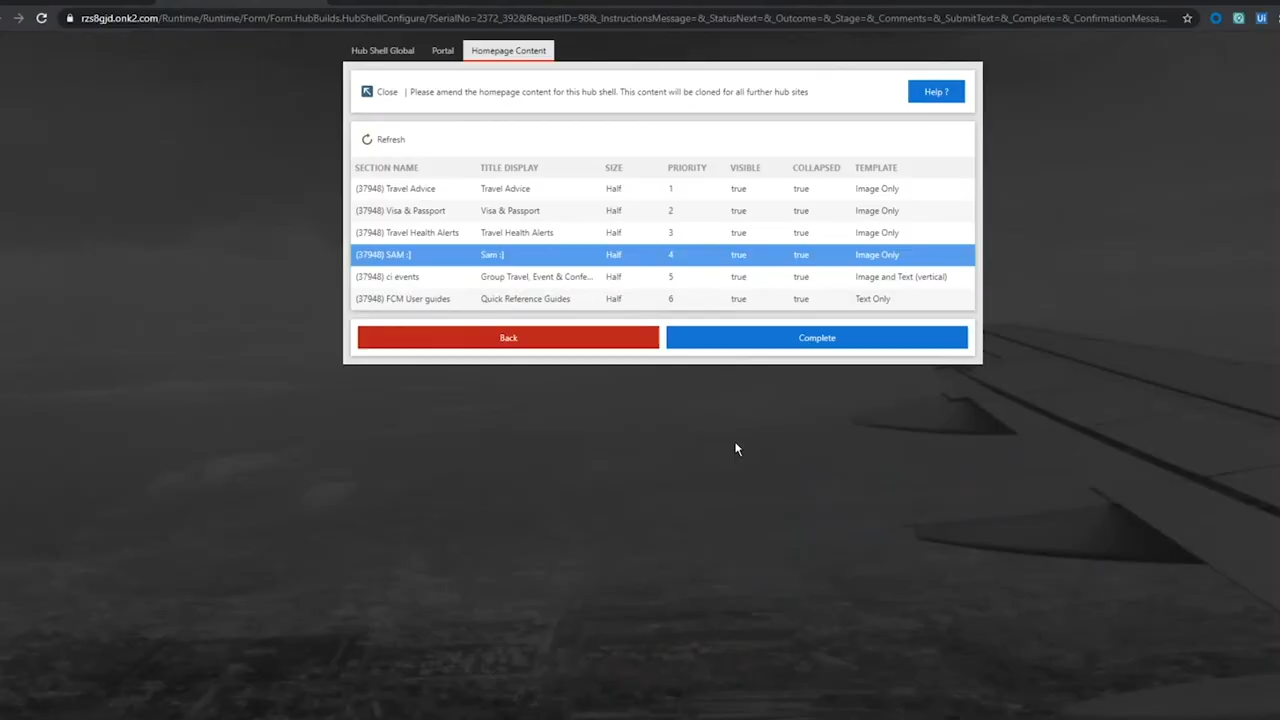 rzs8gjd.onk2.com/Runtime/Runtime/Form/Form.HubBuilds.HubShellConfigure/?SerialNo=2372_392&RequestID=98&_InstructionsMessage=&_StatusNext=&_Outcome=&_Stage=&_Comments=&_SubmitText=&_Complete=&_ConfirmationMessa...
Ui
Hub Shell Global Portal Homepage Content
Close | Please amend the homepage content for this hub shell. This content will be cloned for all further hub sites Help ?
Refresh
SECTION NAME TITLE DISPLAY SIZE PRIORITY VISIBLE COLLAPSED TEMPLATE
(37948) Travel Advice Travel Advice Half 1 true true Image Only
(37948) Visa & Passport Visa & Passport Half 2 true true Image Only
(37948) Travel Health Alerts Travel Health Alerts Half 3 true true Image Only
(37948) SAM :] Sam :] Half 4 true true Image Only
(37948) ci events Group Travel, Event & Confe... Half 5 true true Image and Text (vertical)
(37948) FCM User guides Quick Reference Guides Half 6 true true Text Only
Back Complete